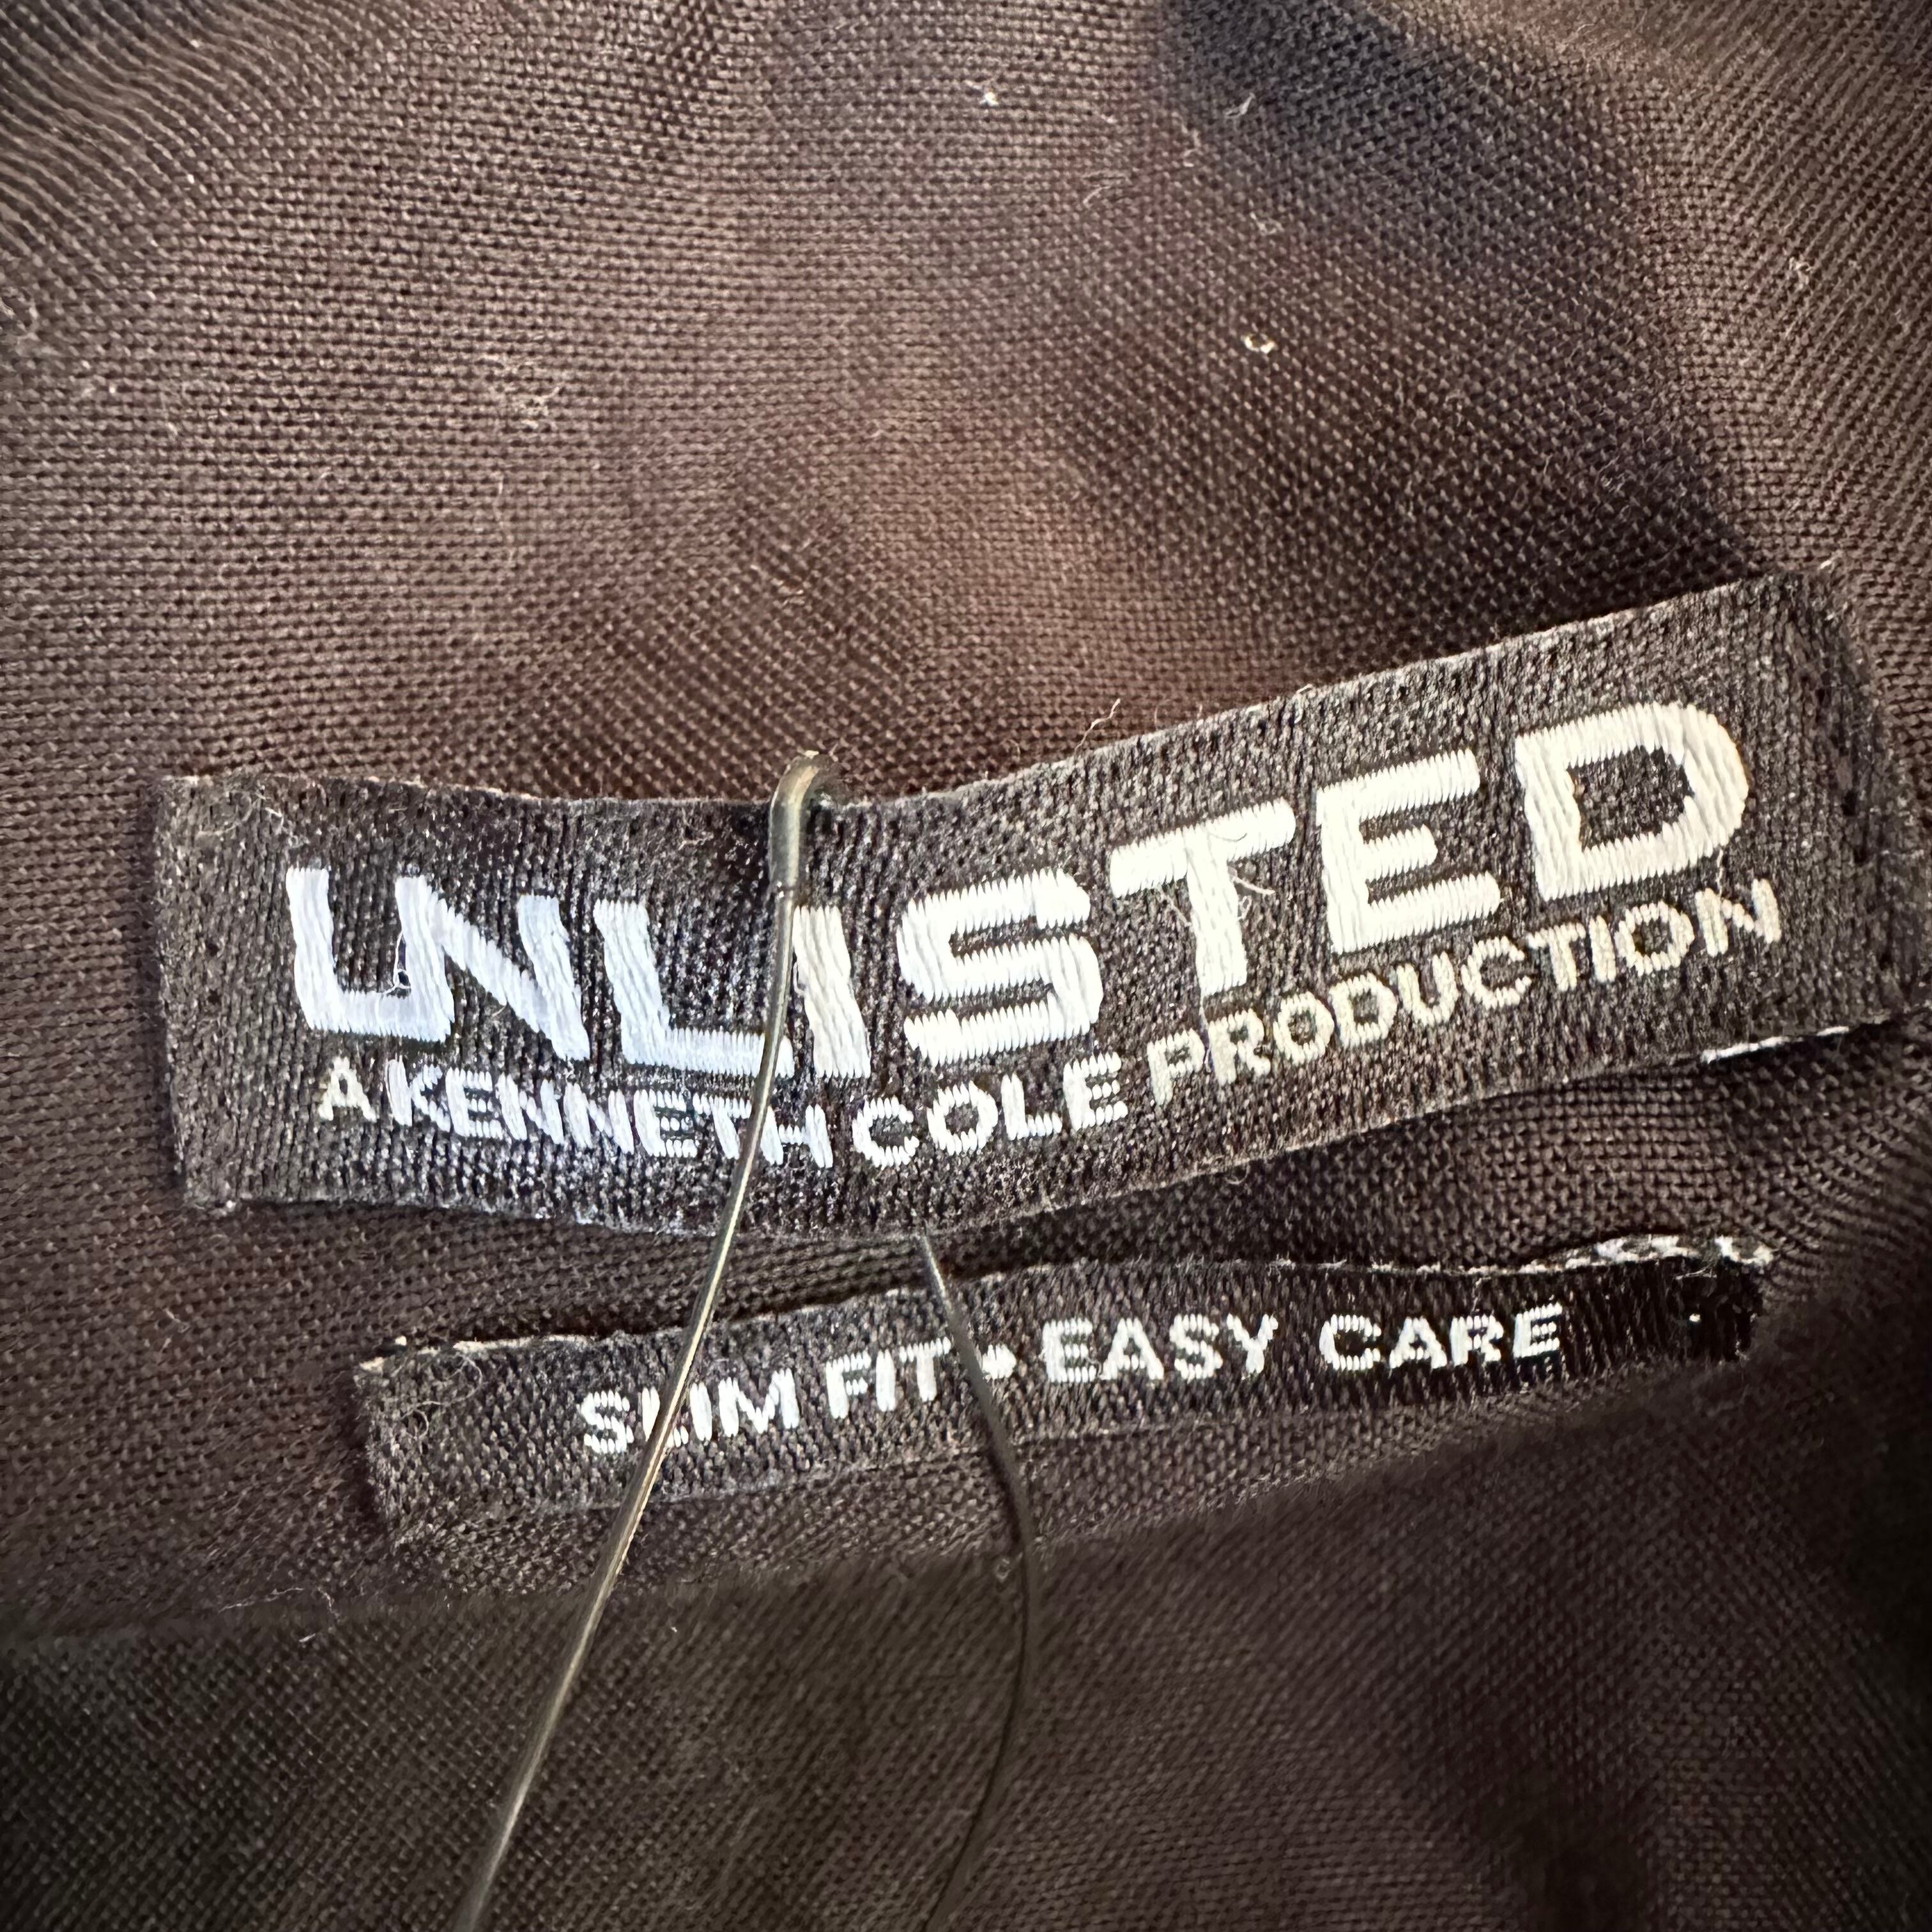 UNLISTED
A KENNETH COLE PRODUCTION
SLIM FIT • EASY CARE